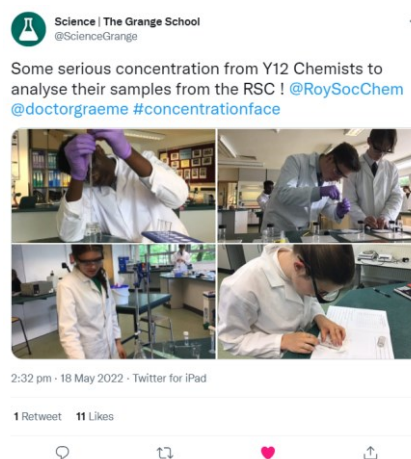 Science | The Grange School
@ScienceGrange
Some serious concentration from Y12 Chemists to
analyse their samples from the RSC ! @RoySocChem
@doctorgraeme #concentrationface
2:32 pm · 18 May 2022 · Twitter for iPad
1 Retweet 11 Likes